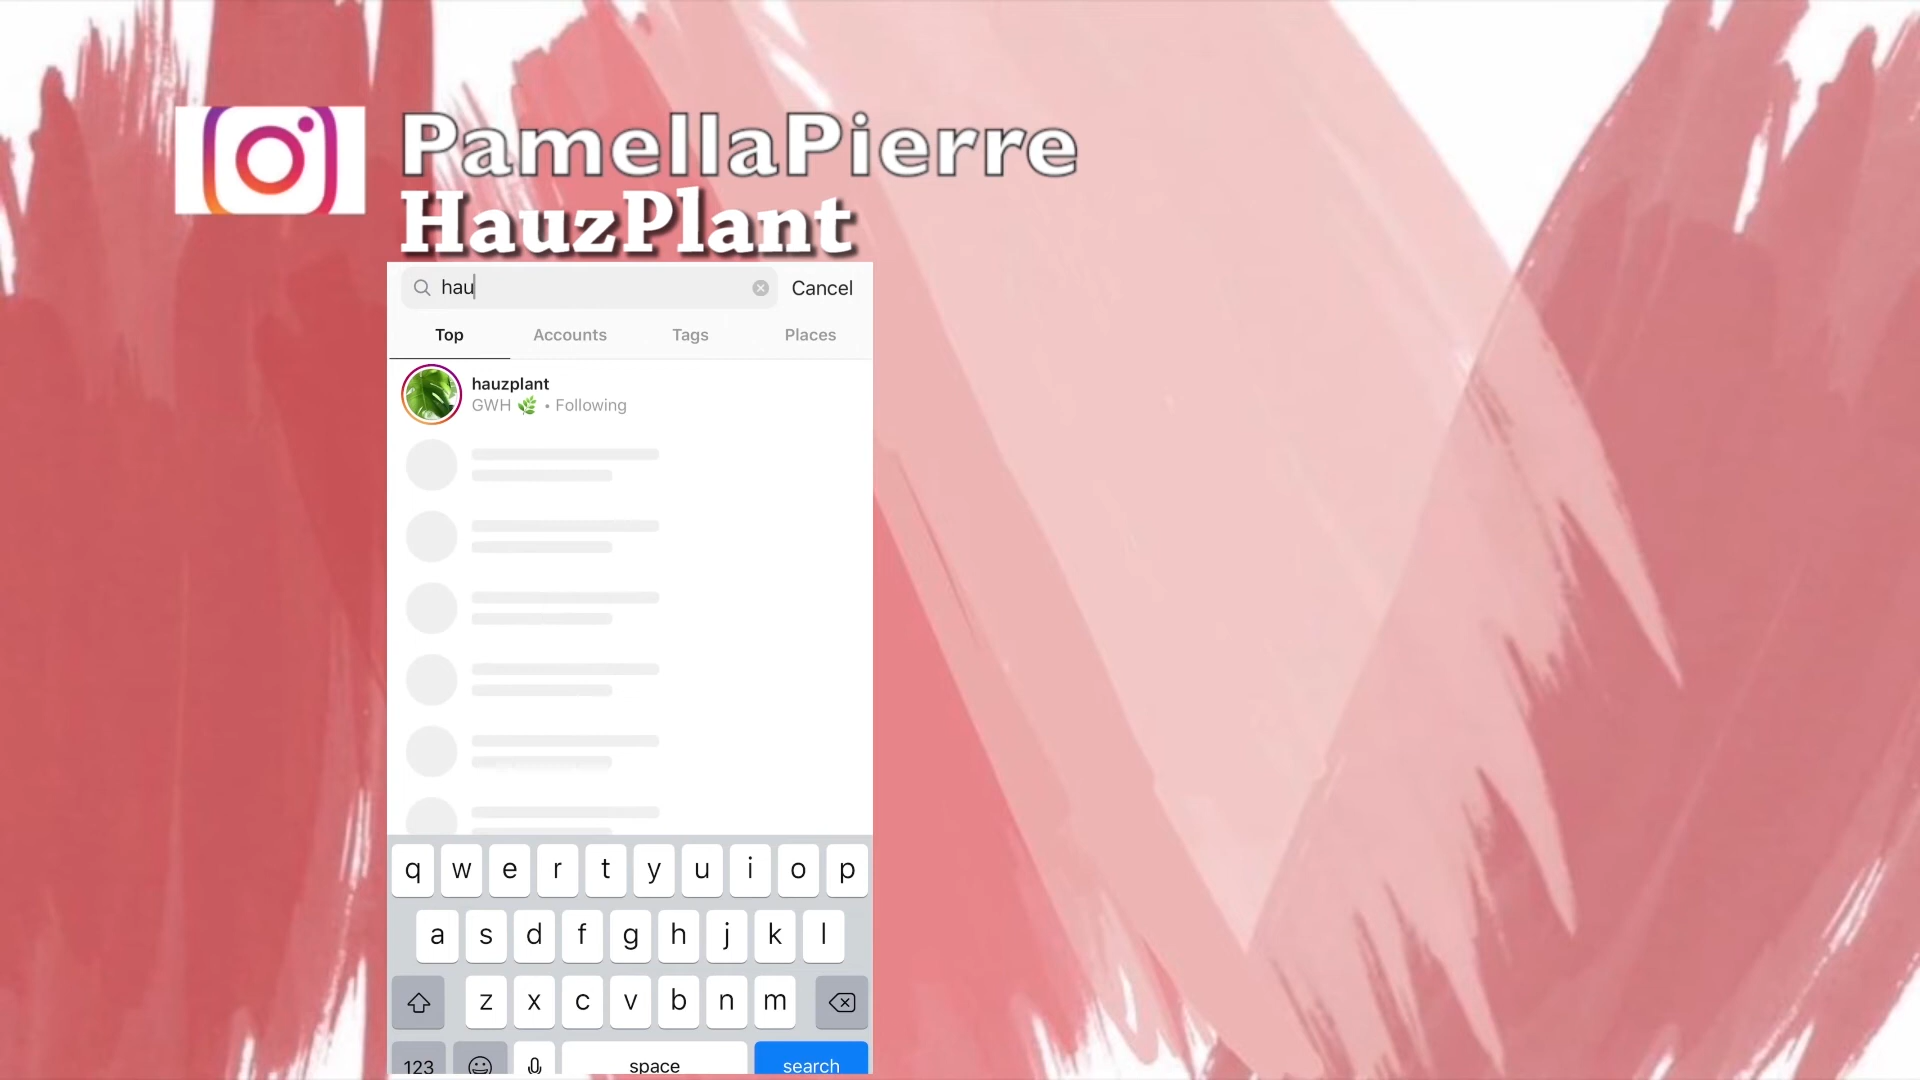 PamellaPierre
HauzPlant
hau
Cancel
Top Accounts Tags Places
hauzplant
GWH 🌿 • Following
q w e r t y u i o p
a s d f g h j k l
z x c v b n m
123 space search